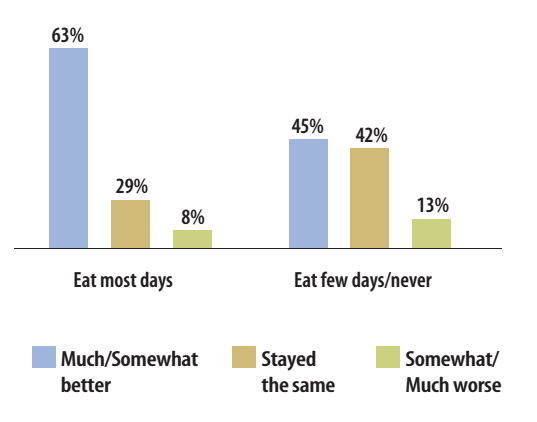 63%
29%
8%
45%
42%
13%
Eat most days
Eat few days/never
Much/Somewhat
better
Stayed
the same
Somewhat/
Much worse